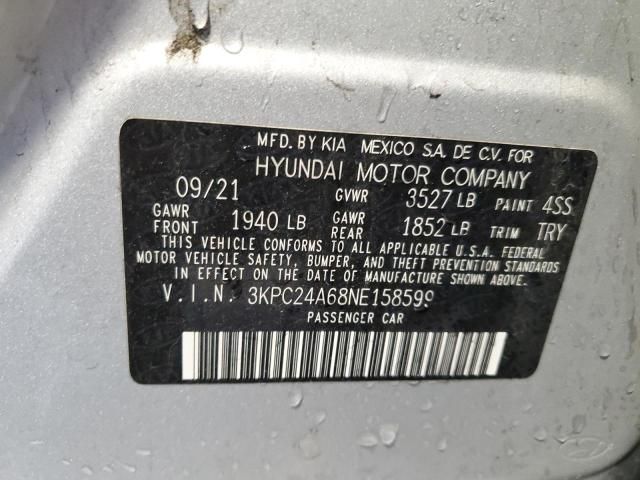 MFD. BY KIA MEXICO S.A. DE C.V. FOR
HYUNDAI MOTOR COMPANY
09/21 GVWR 3527 LB PAINT 4SS
GAWR FRONT 1940 LB GAWR REAR 1852 LB TRIM TRY
THIS VEHICLE CONFORMS TO ALL APPLICABLE U.S.A. FEDERAL
MOTOR VEHICLE SAFETY, BUMPER, AND THEFT PREVENTION STANDARDS
IN EFFECT ON THE DATE OF MANUFACTURE SHOWN ABOVE.
V.I.N. 3KPC24A68NE158599
PASSENGER CAR